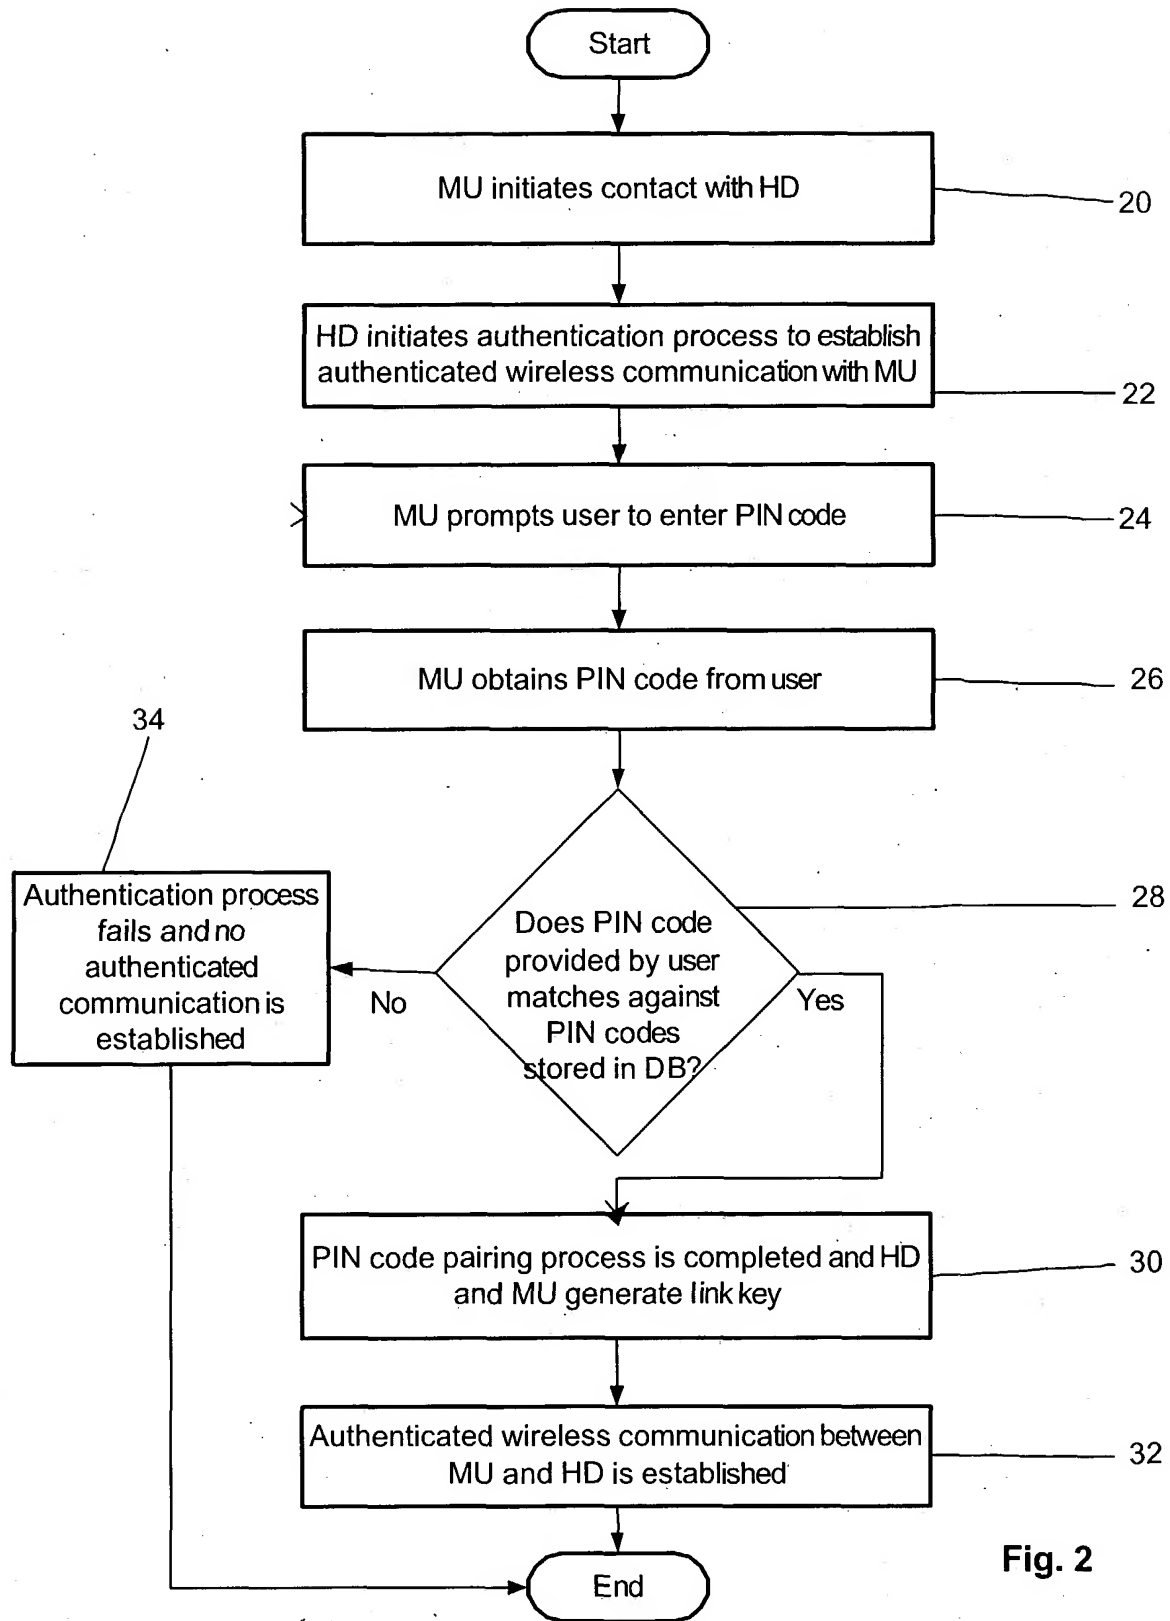 Start
MU initiates contact with HD
20
HD initiates authentication process to establish
authenticated wireless communication with MU
22
MU prompts user to enter PIN code
24
MU obtains PIN code from user
26
34
Authentication process
fails and no
authenticated
communication is
established
No
Does PIN code
provided by user
matches against
PIN codes
stored in DB?
Yes
28
PIN code pairing process is completed and HD
and MU generate link key
30
Authenticated wireless communication between
MU and HD is established
32
End
Fig. 2